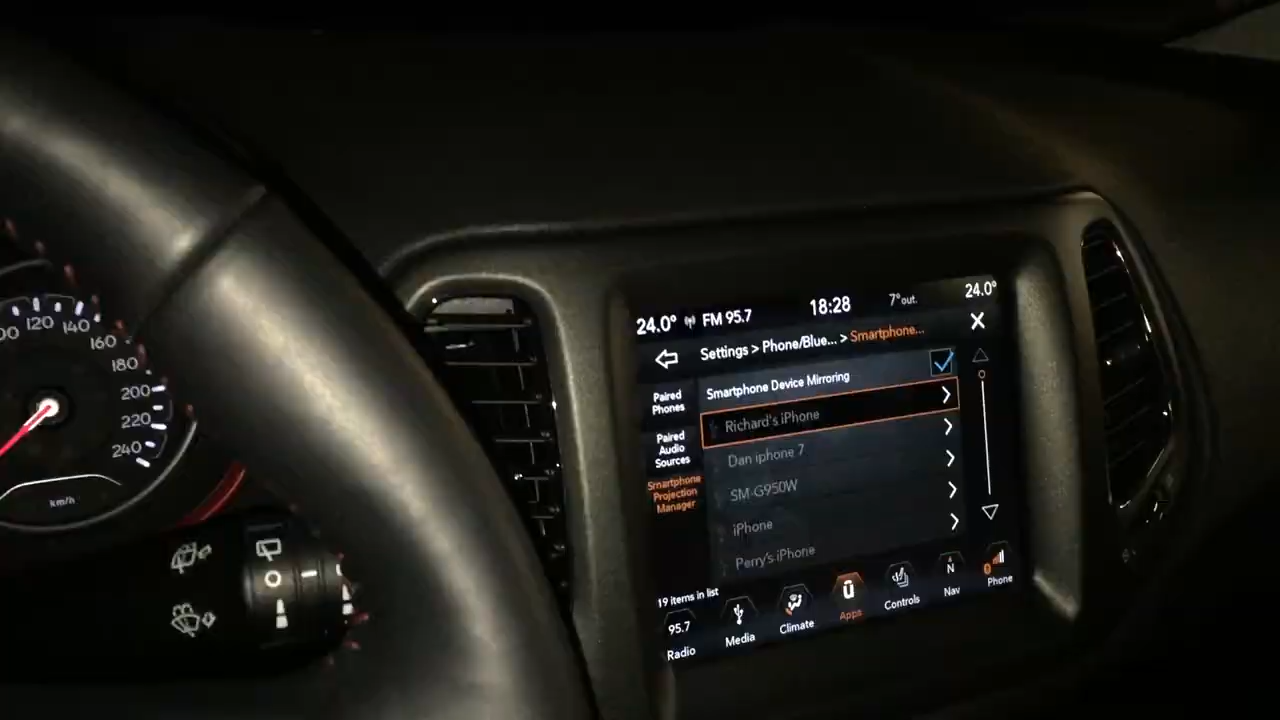 120
140
160
180
200
220
240
km/h
24.0° FM 95.7 18:28 7°out. 24.0°
Settings > Phone/Blue... > Smartphone...
Smartphone Device Mirroring
Paired
Phones
Paired
Audio
Sources
Smartphone
Projection
Manager
Richard's iPhone
Dan iphone 7
SM-G950W
iPhone
Perry's iPhone
19 items in list
95.7
Radio
Media
Climate
Apps
Controls
N
Nav
Phone